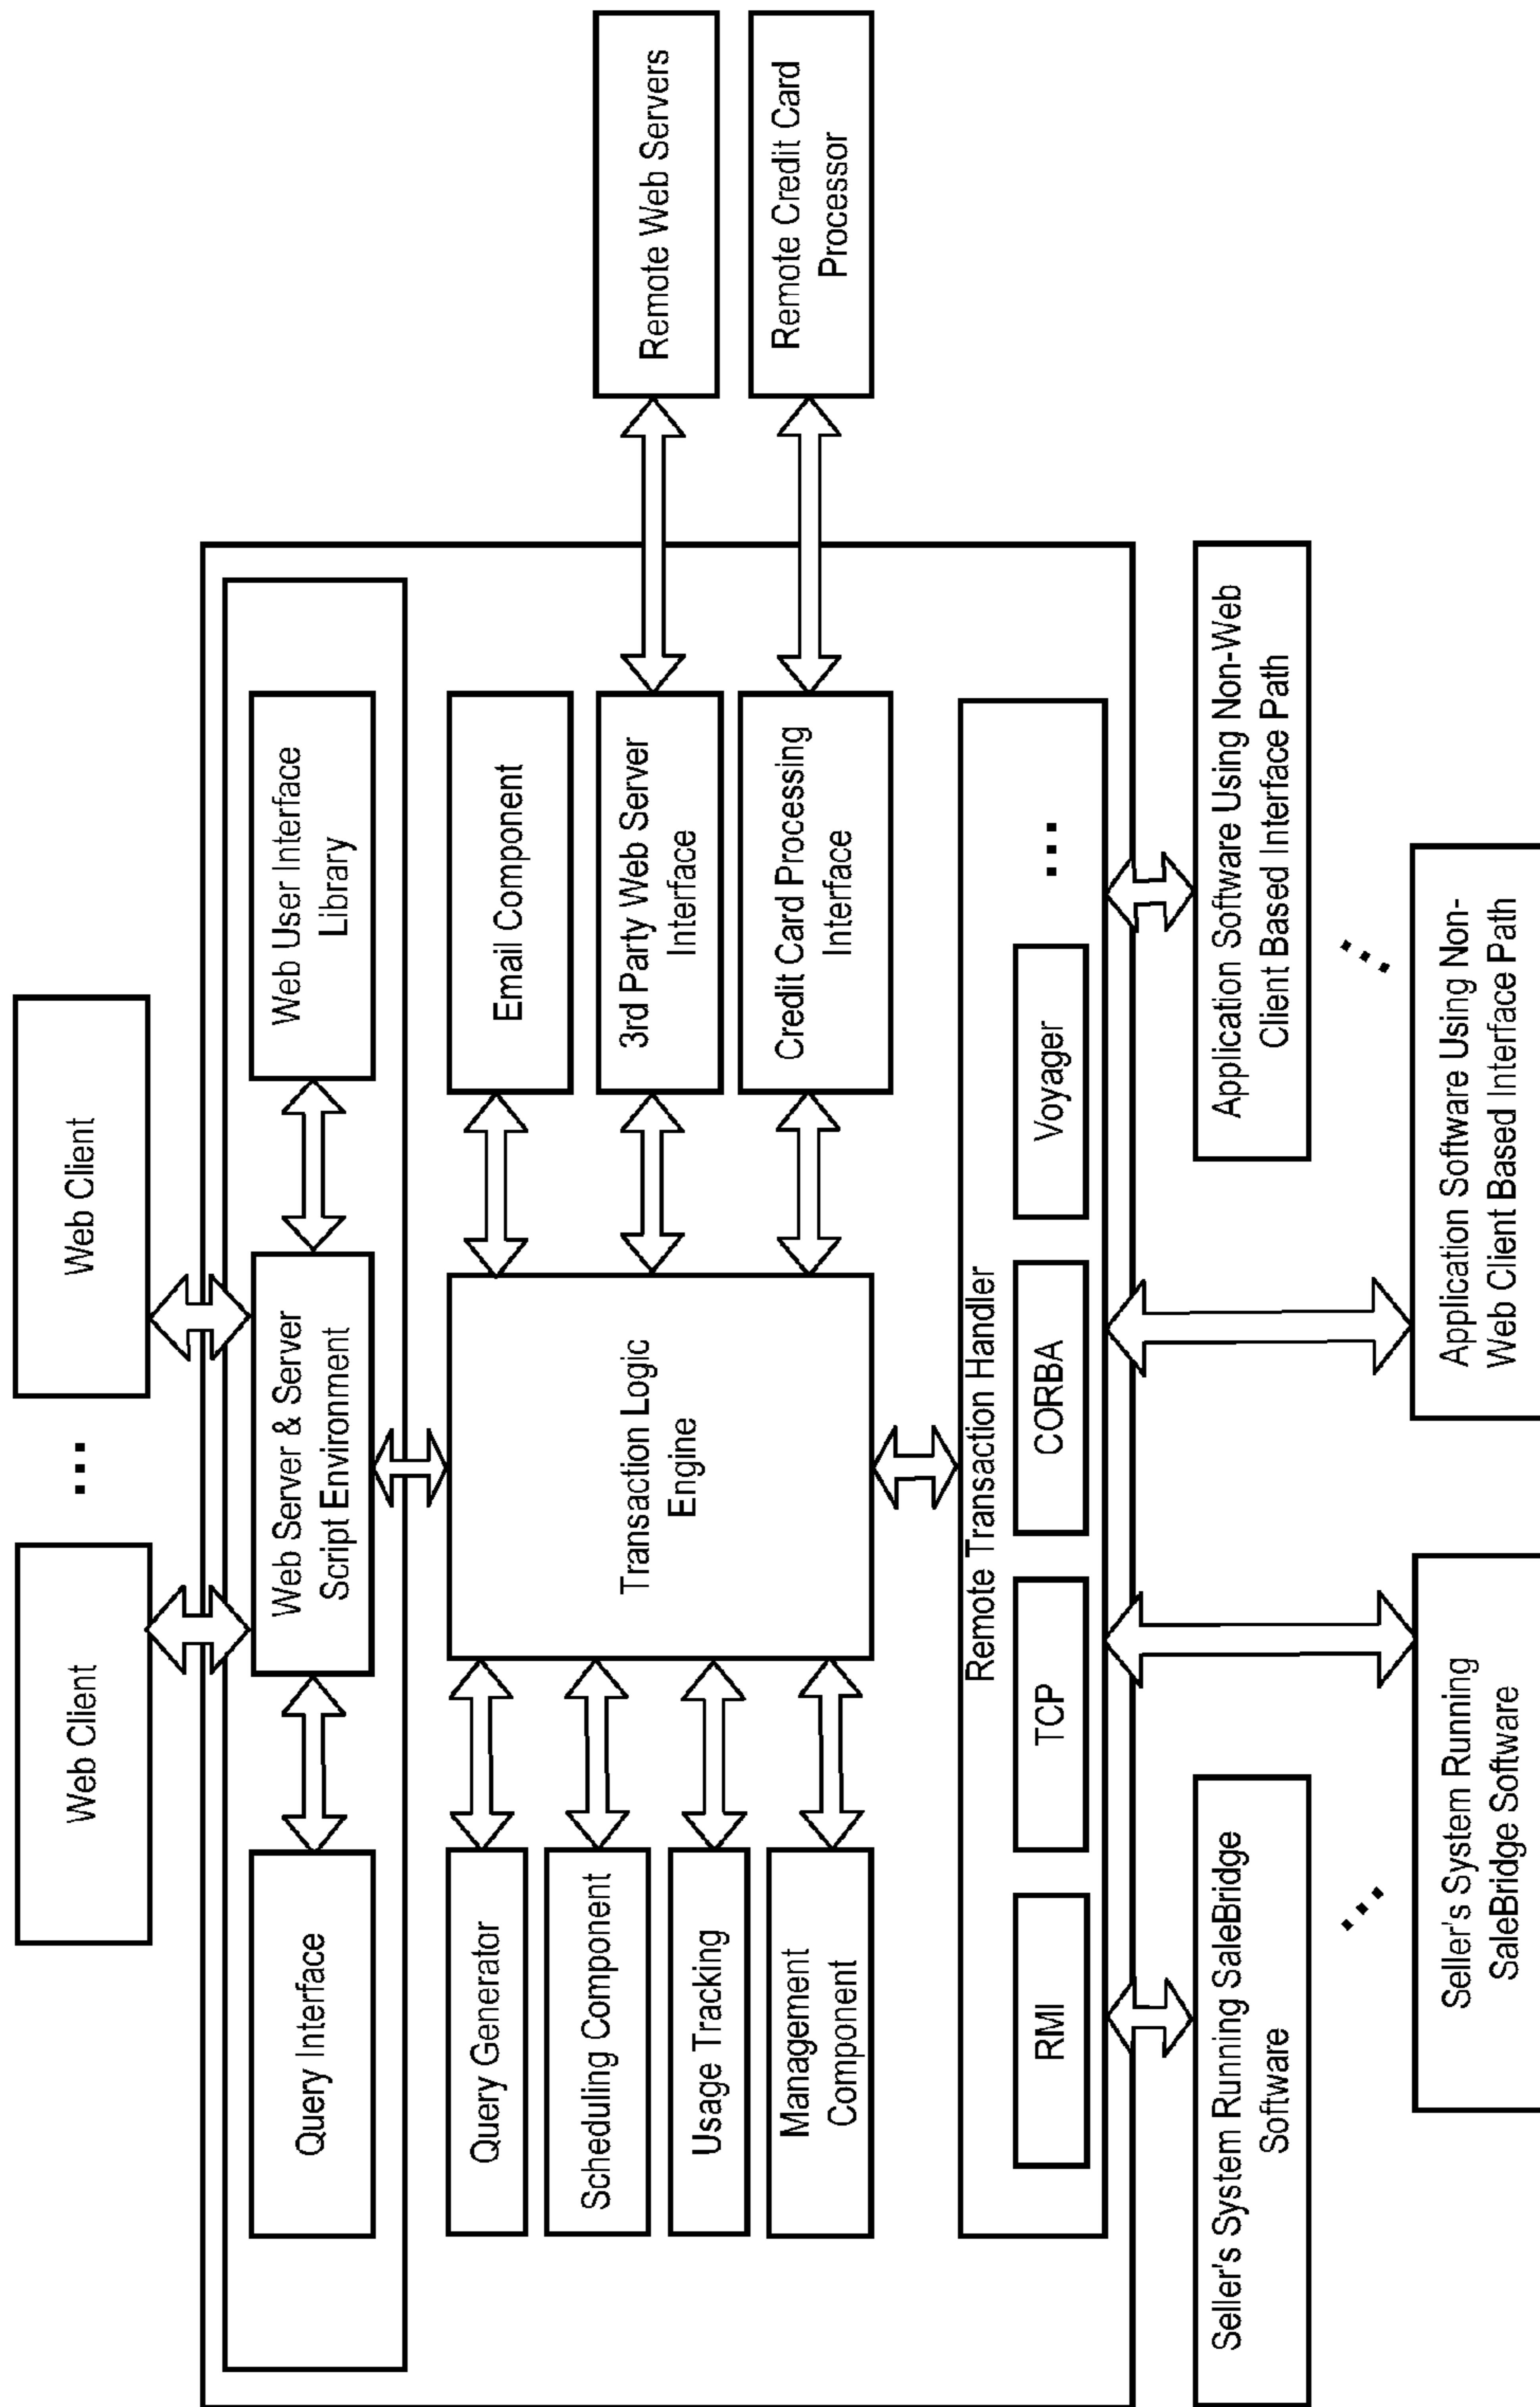 Web Client
...
Web Client
Query Interface
Web Server & Server
Script Environment
Web User Interface
Library
Query Generator
Scheduling Component
Usage Tracking
Management
Component
Transaction Logic
Engine
Email Component
3rd Party Web Server
Interface
Credit Card Processing
Interface
Remote Web Servers
Remote Credit Card
Processor
Remote Transaction Handler
RMI
TCP
CORBA
Voyager
...
Seller's System Running SaleBridge
Software
...
Seller's System Running
SaleBridge Software
Application Software Using Non-Web
Client Based Interface Path
...
Application Software Using Non-
Web Client Based Interface Path